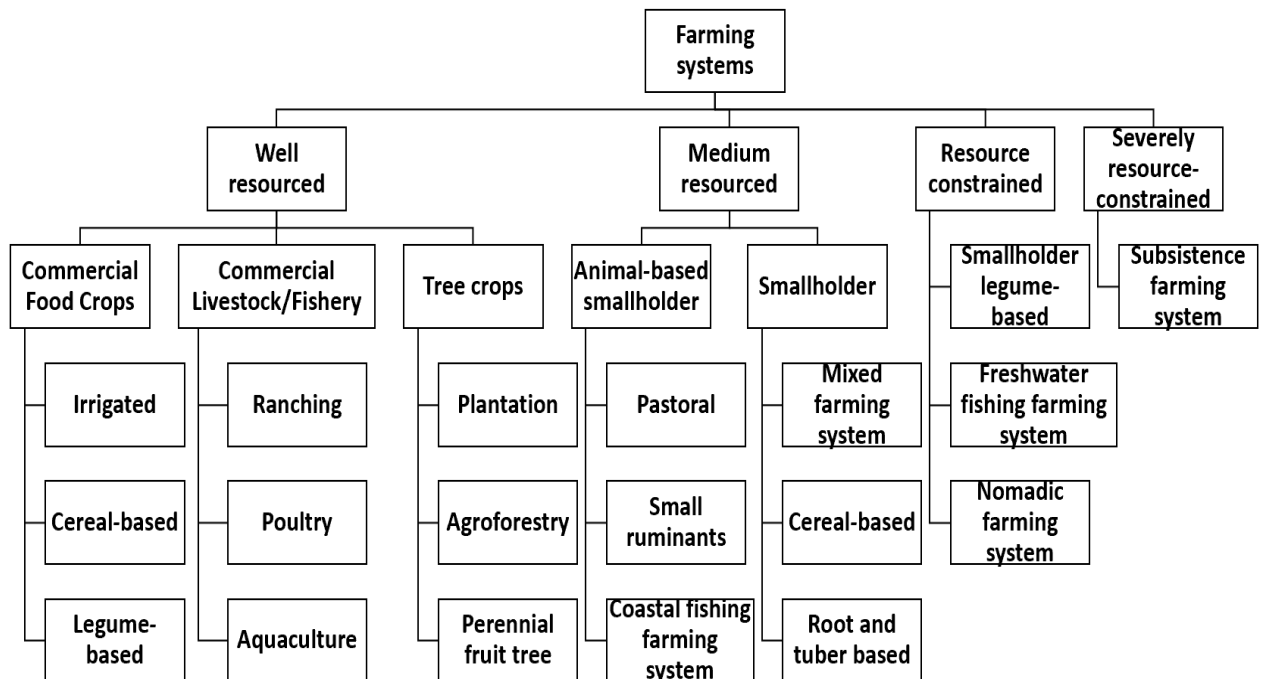 Farming
systems
Well
resourced
Medium
resourced
Resource
constrained
Severely
resource-
constrained
Commercial
Food Crops
Commercial
Livestock/Fishery
Tree crops
Animal-based
smallholder
Smallholder
Smallholder
legume-
based
Subsistence
farming
system
Irrigated
Ranching
Plantation
Pastoral
Mixed
farming
system
Freshwater
fishing farming
system
Cereal-based
Poultry
Agroforestry
Small
ruminants
Cereal-based
Nomadic
farming
system
Legume-
based
Aquaculture
Perennial
fruit tree
Coastal fishing
farming
system
Root and
tuber based